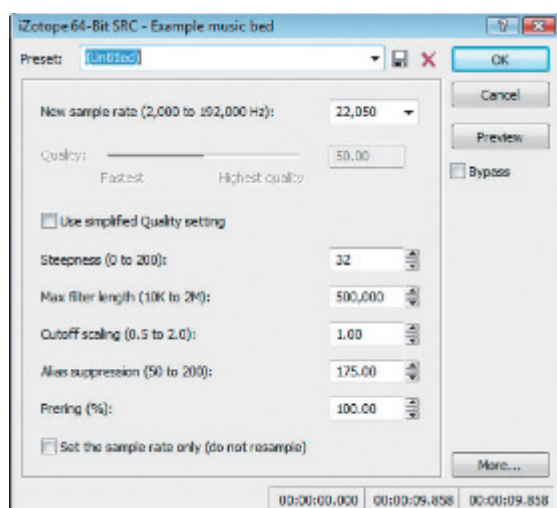 iZotope 64-Bit SRC - Example music bed
Preset: (Untitled)
OK
Cancel
Preview
Bypass
New sample rate (2,000 to 192,000 Hz): 22,050
Quality: 50.00
Fastest Highest quality
Use simplified Quality setting
Steepness (0 to 200): 32
Max filter length (10K to 2M): 500,000
Cutoff scaling (0.5 to 2.0): 1.00
Alias suppression (50 to 200): 175.00
Prering (%): 100.00
Set the sample rate only (do not resample)
More...
00:00:00.000 00:00:09.858 00:00:09.858